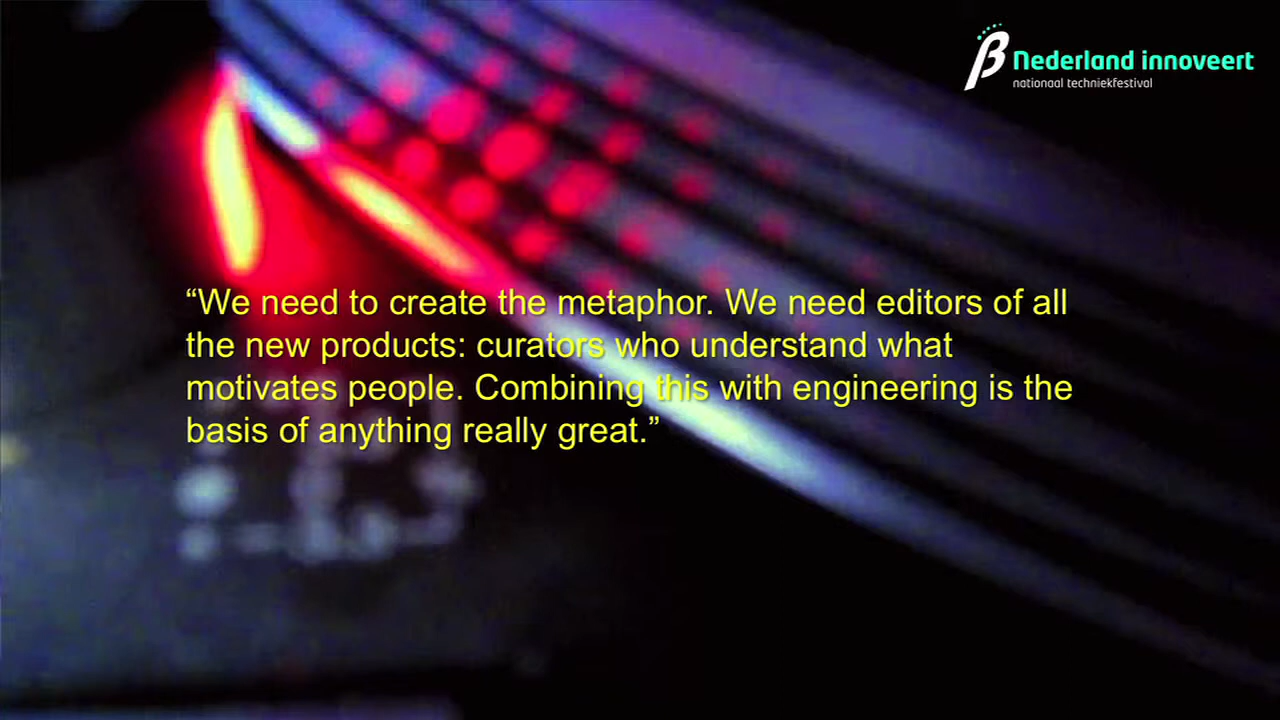 β Nederland innoveert
nationaal techniekfestival
“We need to create the metaphor. We need editors of all
the new products: curators who understand what
motivates people. Combining this with engineering is the
basis of anything really great.”